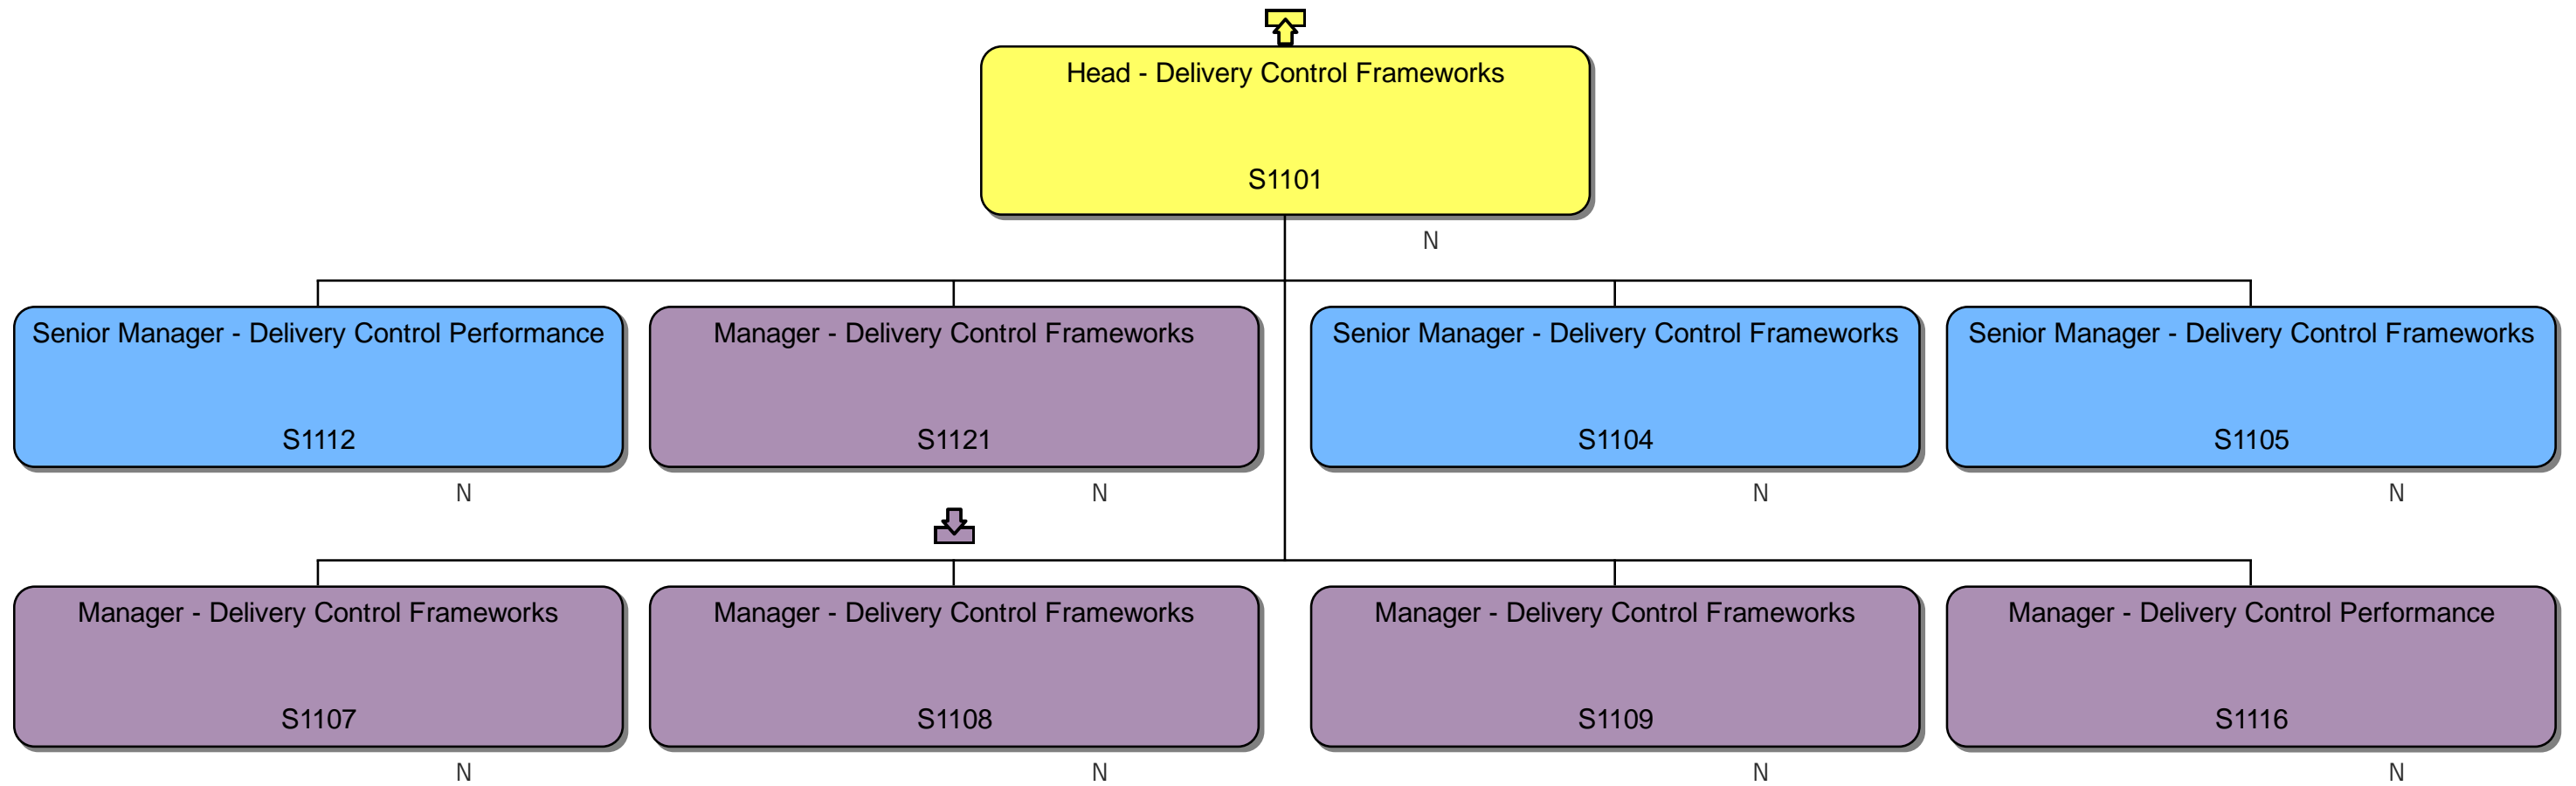 Head - Delivery Control Frameworks
S1101
N
Senior Manager - Delivery Control Performance
S1112
N
Manager - Delivery Control Frameworks
S1121
N
Senior Manager - Delivery Control Frameworks
S1104
N
Senior Manager - Delivery Control Frameworks
S1105
N
Manager - Delivery Control Frameworks
S1107
N
Manager - Delivery Control Frameworks
S1108
N
Manager - Delivery Control Frameworks
S1109
N
Manager - Delivery Control Performance
S1116
N